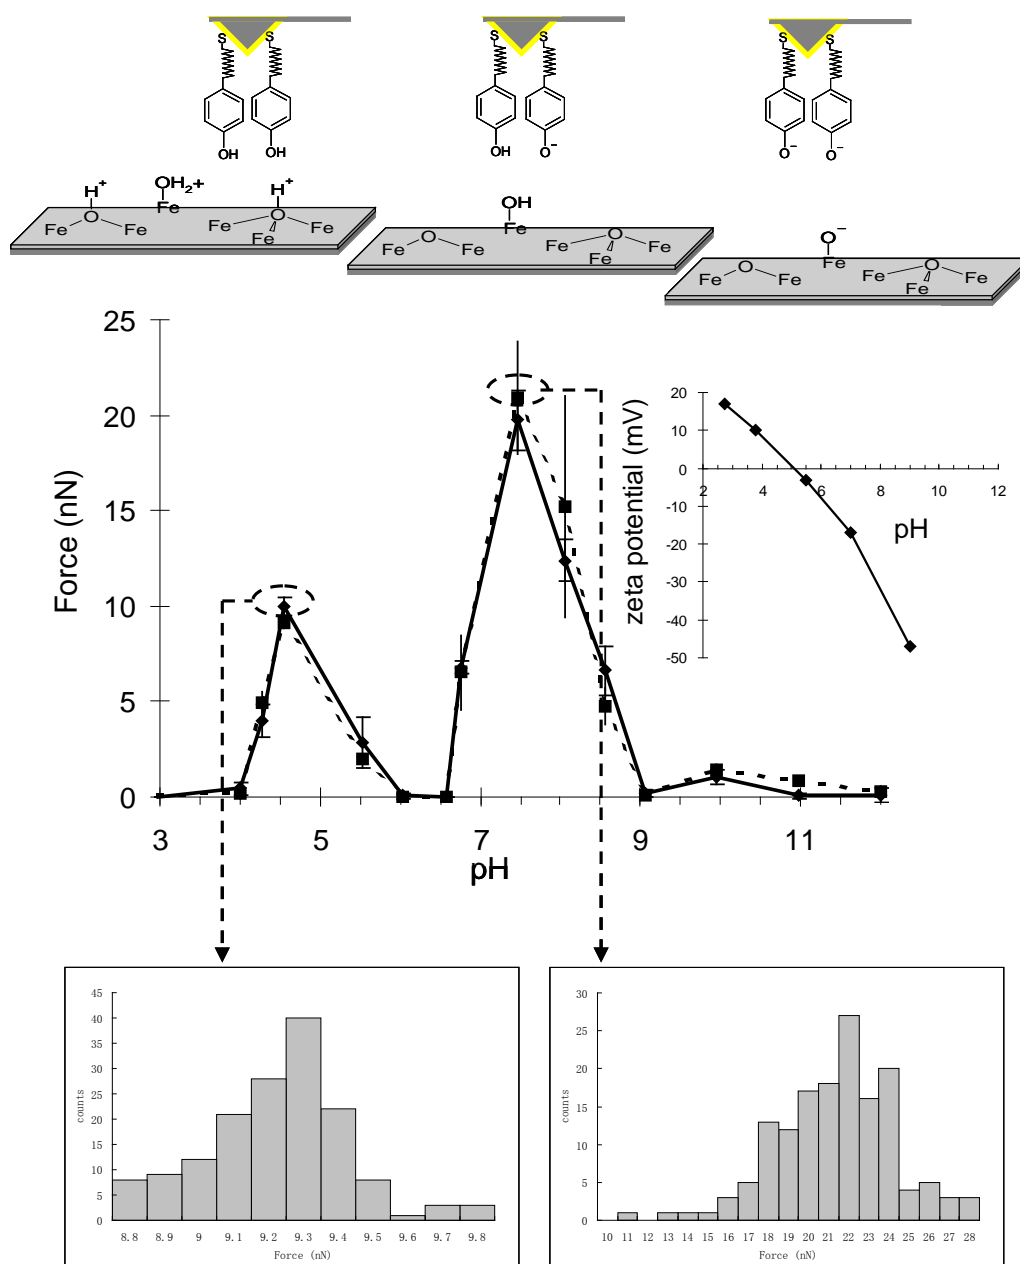 S S S S S S
OH OH OH O⁻ O⁻ O⁻
H⁺ OH₂+ H⁺
Fe O Fe Fe Fe O Fe Fe
OH
Fe O Fe Fe Fe O Fe Fe
O⁻
Fe O Fe Fe Fe O Fe Fe
25
20
15
10
5
0
Force (nN)
3 5 7 9 11
pH
20
10
0
-10
-20
-30
-40
-50
zeta potential (mV)
2 4 6 8 10 12
pH
45
40
35
30
25
20
15
10
5
0
counts
8.8 8.9 9 9.1 9.2 9.3 9.4 9.5 9.6 9.7 9.8
Force (nN)
30
25
20
15
10
5
0
counts
10 11 12 13 14 15 16 17 18 19 20 21 22 23 24 25 26 27 28
Force (nN)